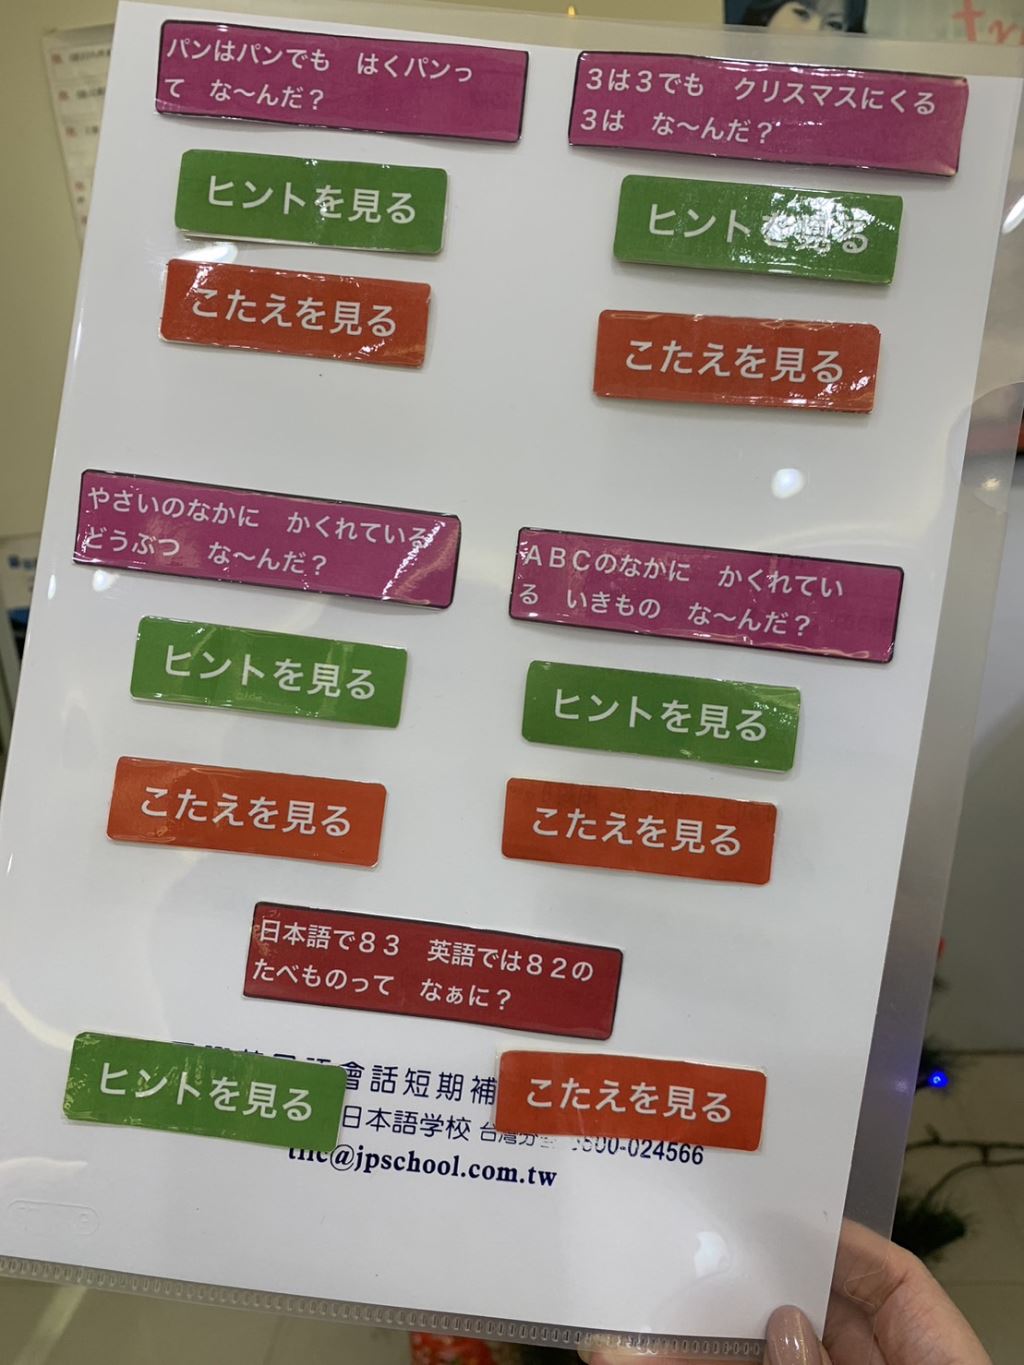 パンはパンでも　はくパンっ
て　な～んだ？
ヒントを見る
こたえを見る
３は３でも　クリスマスにくる
３は　な～んだ？
ヒントを見る
こたえを見る
やさいのなかに　かくれている
どうぶつ　な～んだ？
ヒントを見る
こたえを見る
ＡＢＣのなかに　かくれてい
る　いきもの　な～んだ？
ヒントを見る
こたえを見る
日本語で８３　英語では８２の
たべものって　なぁに？
ヒントを見る
こたえを見る
會話短期補
日本語学校 台灣分
00-024566
@jpschool.com.tw